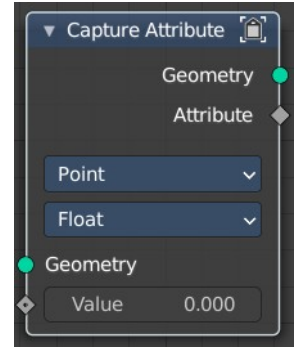 Capture Attribute
Geometry
Attribute
Point
Float
Geometry
Value 0.000